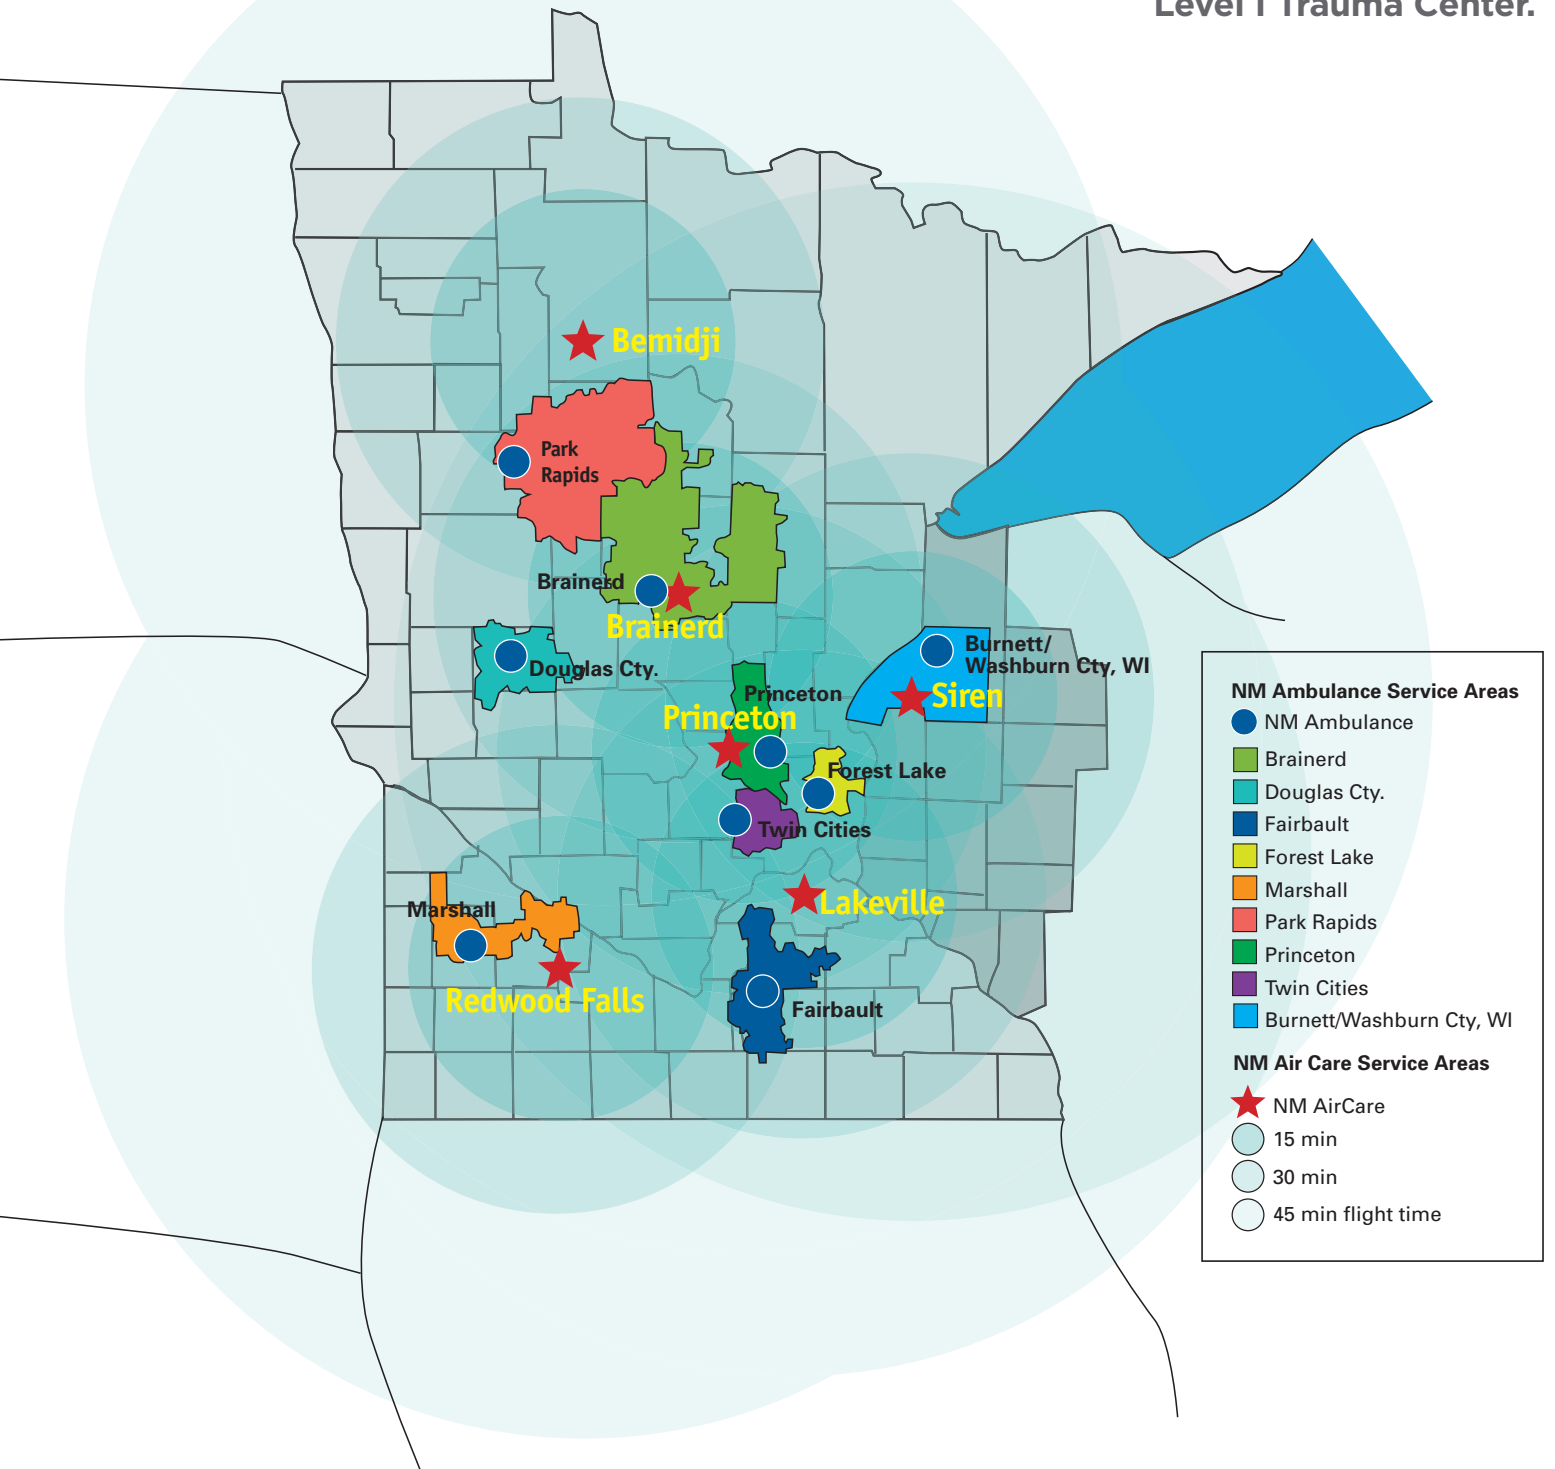 Level I Trauma Center.
Bemidji
Park
Rapids
Brainerd
Brainerd
Douglas Cty.
Burnett/
Washburn Cty, WI
Siren
Princeton
Princeton
Forest Lake
Twin Cities
Lakeville
Marshall
Redwood Falls
Fairbault
NM Ambulance Service Areas
NM Ambulance
Brainerd
Douglas Cty.
Fairbault
Forest Lake
Marshall
Park Rapids
Princeton
Twin Cities
Burnett/Washburn Cty, WI
NM Air Care Service Areas
NM AirCare
15 min
30 min
45 min flight time